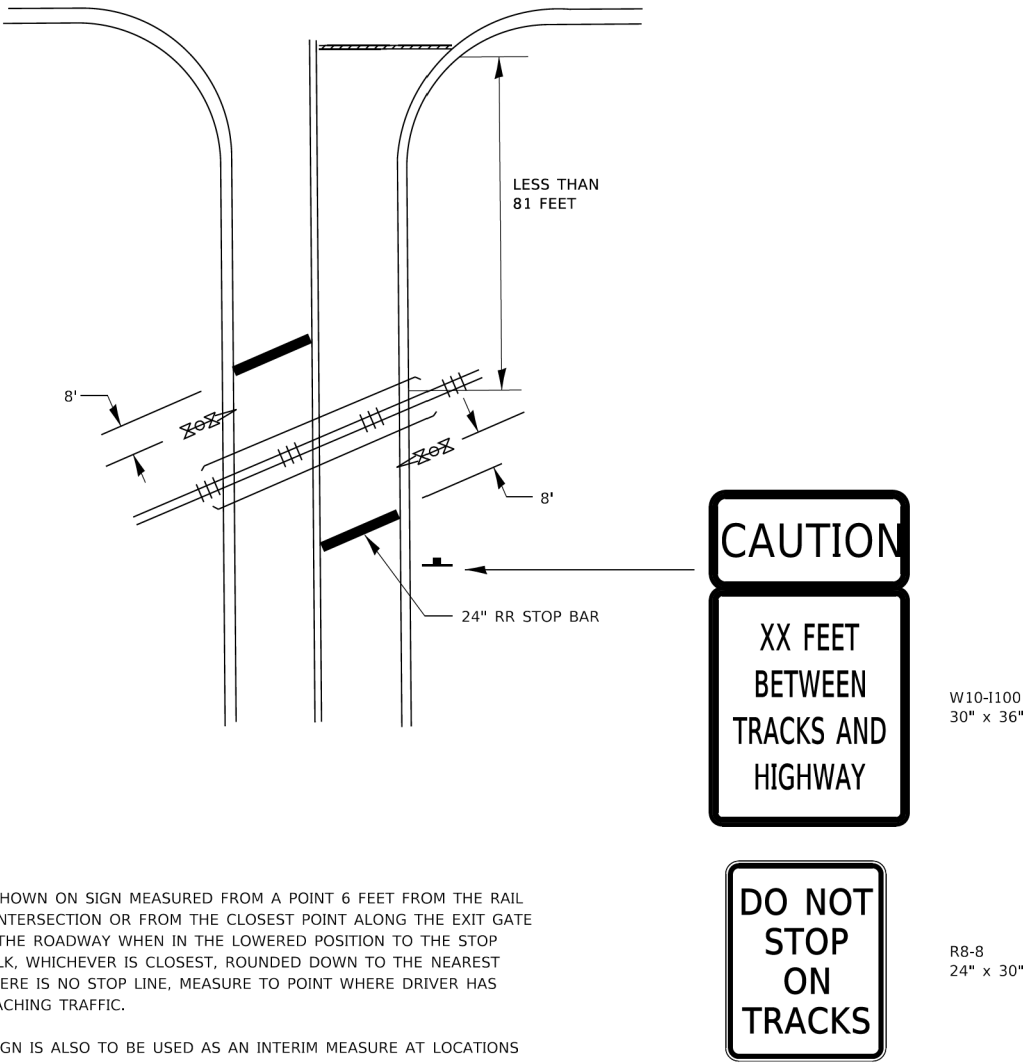 LESS THAN
81 FEET
8'
8'
24" RR STOP BAR
CAUTION
XX FEET
BETWEEN
TRACKS AND
HIGHWAY
W10-I100
30" x 36"
DO NOT
STOP
ON
TRACKS
R8-8
24" x 30"
HOWN ON SIGN MEASURED FROM A POINT 6 FEET FROM THE RAIL
NTERSECTION OR FROM THE CLOSEST POINT ALONG THE EXIT GATE
THE ROADWAY WHEN IN THE LOWERED POSITION TO THE STOP
LK, WHICHEVER IS CLOSEST, ROUNDED DOWN TO THE NEAREST
ERE IS NO STOP LINE, MEASURE TO POINT WHERE DRIVER HAS
ACHING TRAFFIC.
GN IS ALSO TO BE USED AS AN INTERIM MEASURE AT LOCATIONS